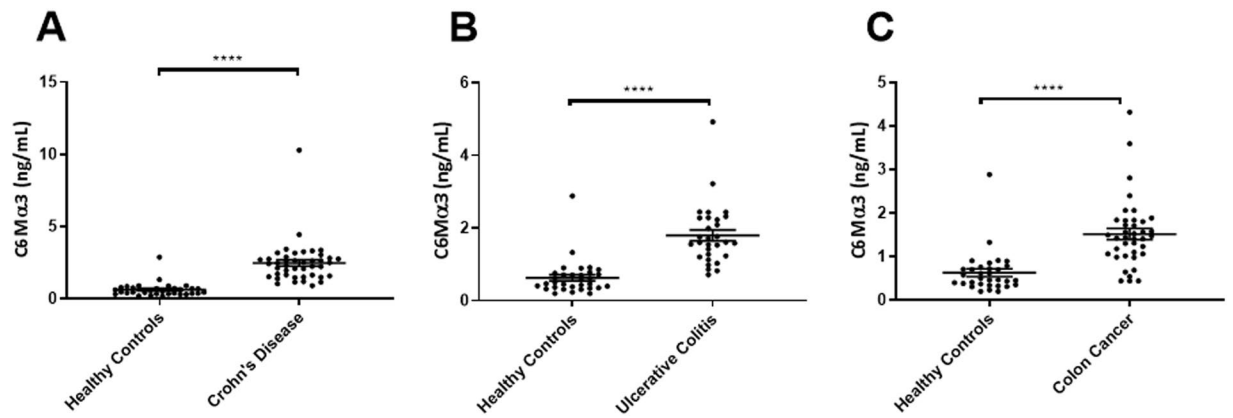 A
****
15
10
5
0
C6Mα3 (ng/mL)
Healthy Controls
Crohn's Disease
B
****
6
4
2
0
C6Mα3 (ng/mL)
Healthy Controls
Ulcerative Colitis
C
****
5
4
3
2
1
0
C6Mα3 (ng/mL)
Healthy Controls
Colon Cancer